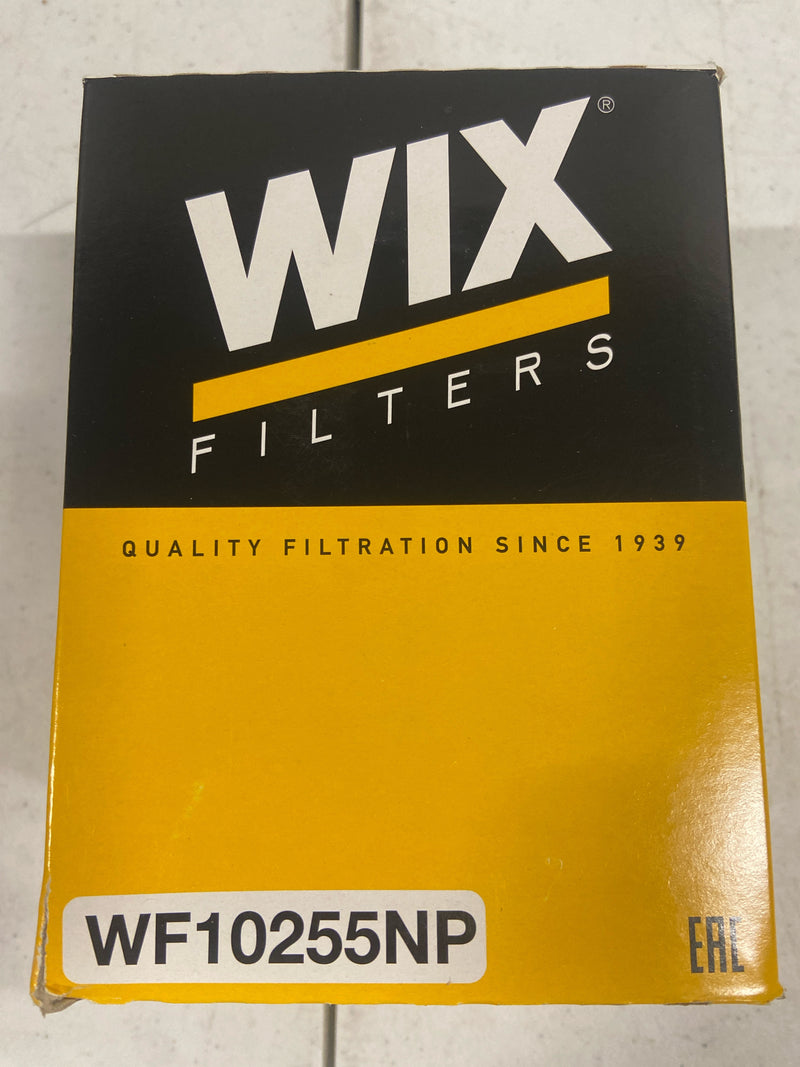 WIX®
FILTERS
QUALITY FILTRATION SINCE 1939
WF10255NP
EAC